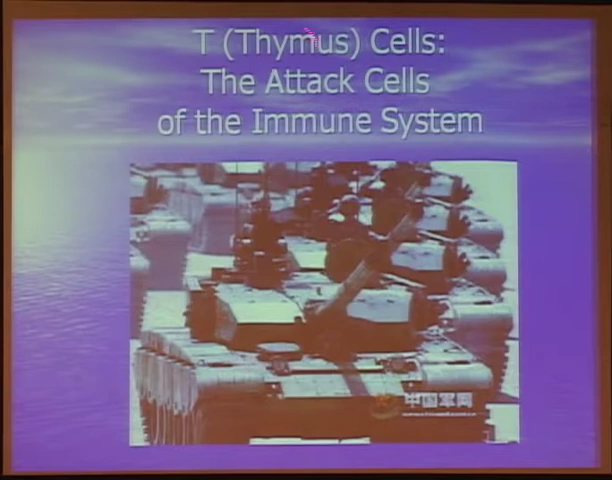 T (Thymus) Cells:
The Attack Cells
of the Immune System
中国军网